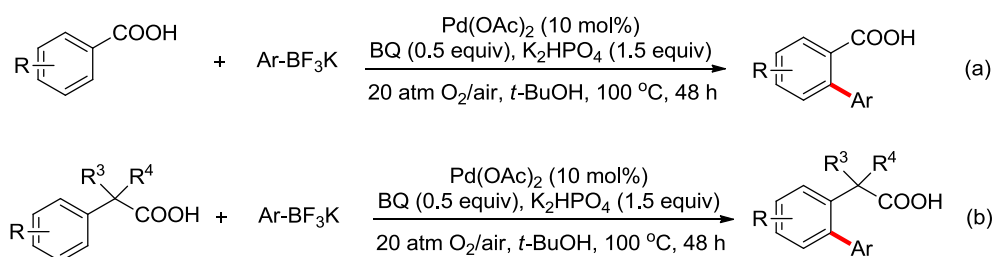 COOH
R
+
Ar-BF₃K
Pd(OAc)₂ (10 mol%)
BQ (0.5 equiv), K₂HPO₄ (1.5 equiv)
20 atm O₂/air, t-BuOH, 100 °C, 48 h
COOH
R
Ar
(a)
R³ R⁴
COOH
R
+
Ar-BF₃K
Pd(OAc)₂ (10 mol%)
BQ (0.5 equiv), K₂HPO₄ (1.5 equiv)
20 atm O₂/air, t-BuOH, 100 °C, 48 h
R³ R⁴
COOH
R
Ar
(b)